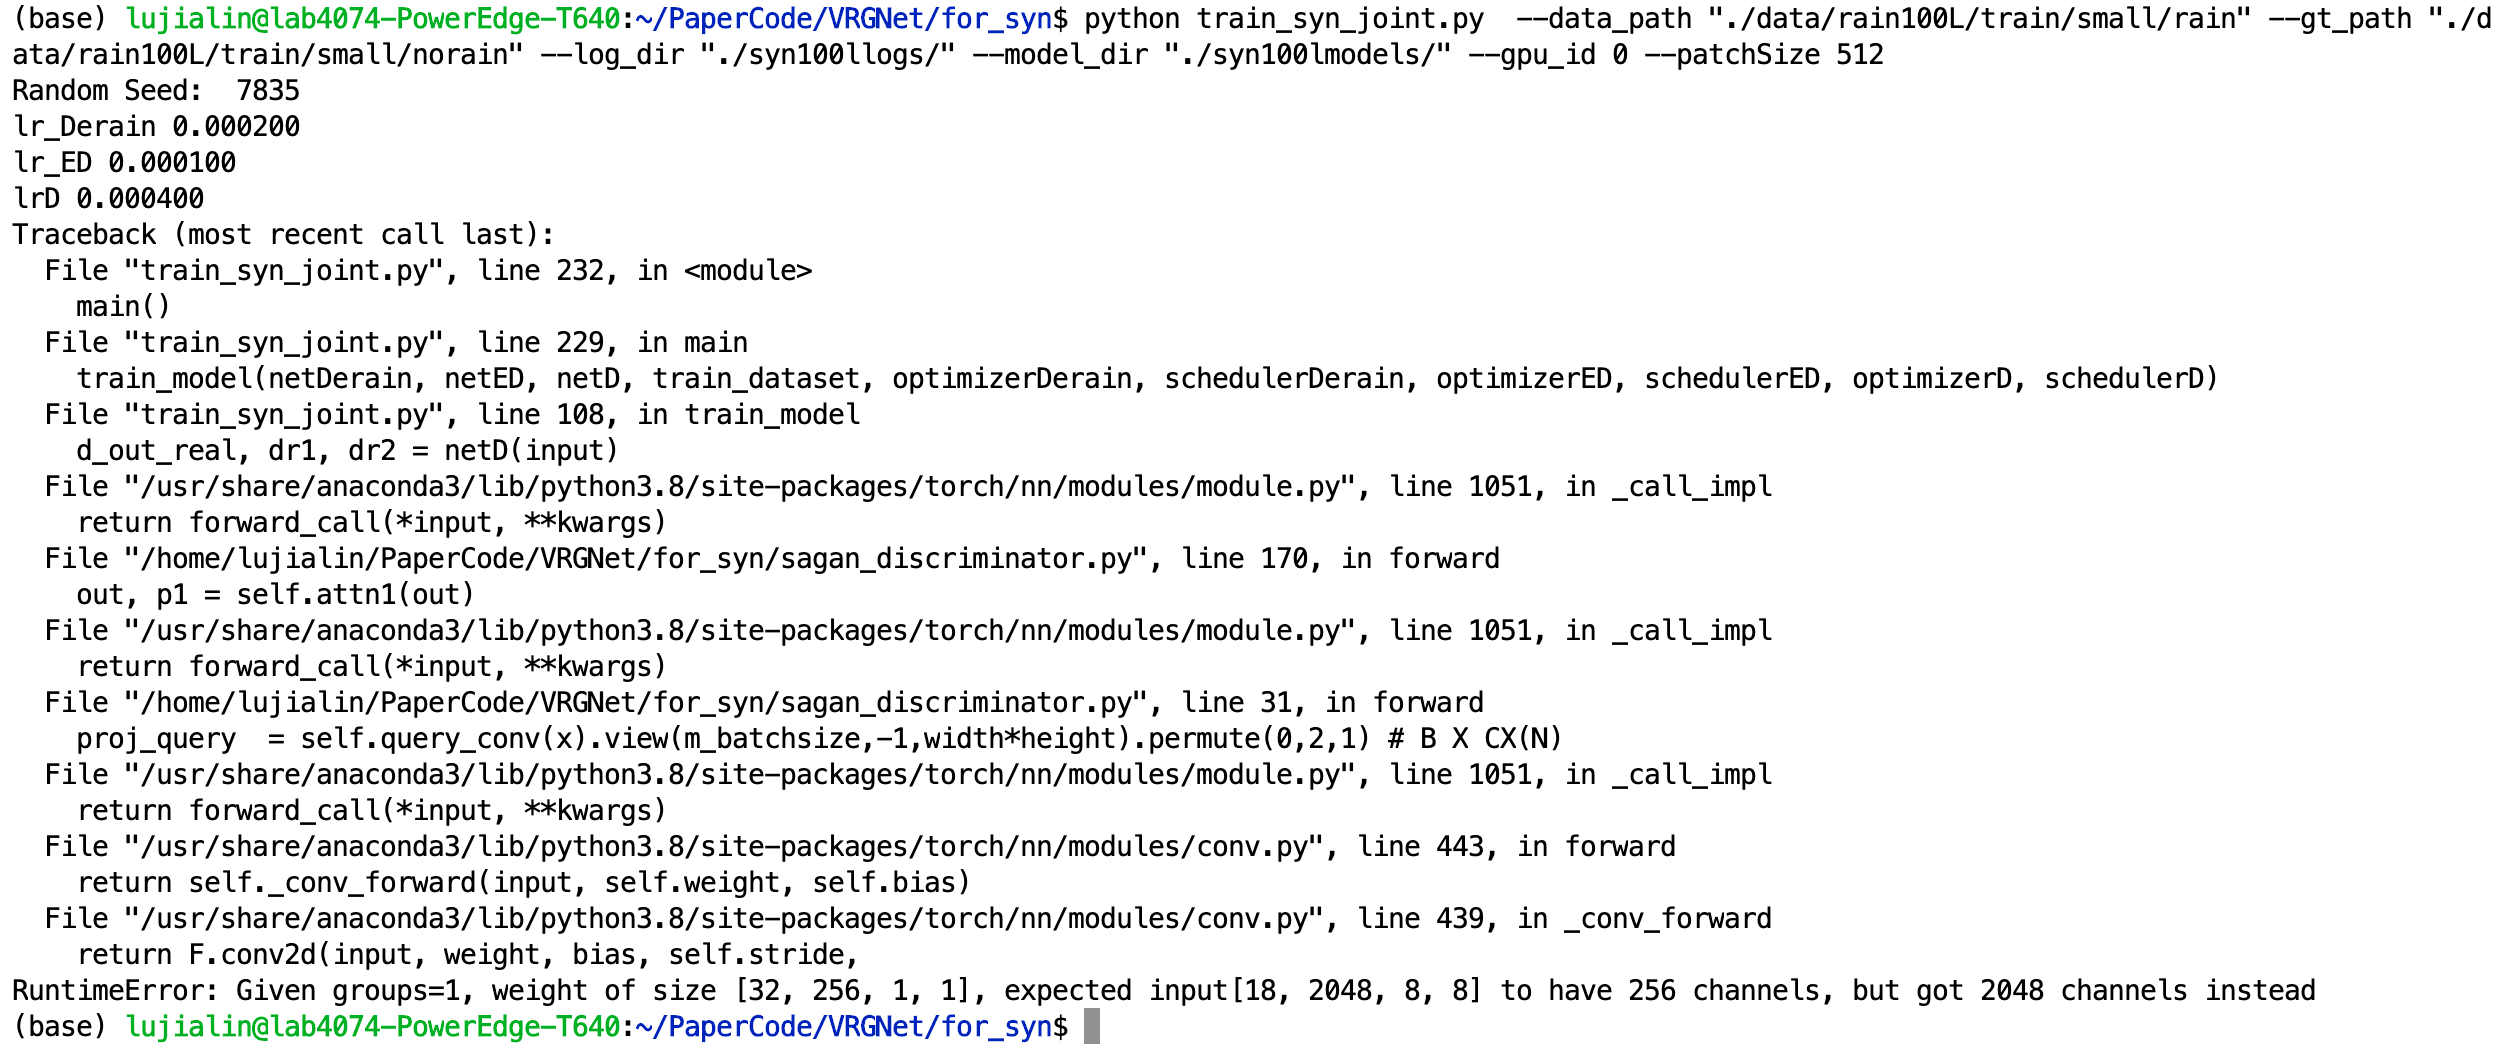 (base) lujialin@lab4074-PowerEdge-T640:~/PaperCode/VRGNet/for_syn$ python train_syn_joint.py  --data_path "./data/rain100L/train/small/rain" --gt_path "./d
ata/rain100L/train/small/norain" --log_dir "./syn100llogs/" --model_dir "./syn100lmodels/" --gpu_id 0 --patchSize 512
Random Seed:  7835
lr_Derain 0.000200
lr_ED 0.000100
lrD 0.000400
Traceback (most recent call last):
  File "train_syn_joint.py", line 232, in <module>
    main()
  File "train_syn_joint.py", line 229, in main
    train_model(netDerain, netED, netD, train_dataset, optimizerDerain, schedulerDerain, optimizerED, schedulerED, optimizerD, schedulerD)
  File "train_syn_joint.py", line 108, in train_model
    d_out_real, dr1, dr2 = netD(input)
  File "/usr/share/anaconda3/lib/python3.8/site-packages/torch/nn/modules/module.py", line 1051, in _call_impl
    return forward_call(*input, **kwargs)
  File "/home/lujialin/PaperCode/VRGNet/for_syn/sagan_discriminator.py", line 170, in forward
    out, p1 = self.attn1(out)
  File "/usr/share/anaconda3/lib/python3.8/site-packages/torch/nn/modules/module.py", line 1051, in _call_impl
    return forward_call(*input, **kwargs)
  File "/home/lujialin/PaperCode/VRGNet/for_syn/sagan_discriminator.py", line 31, in forward
    proj_query  = self.query_conv(x).view(m_batchsize,-1,width*height).permute(0,2,1) # B X CX(N)
  File "/usr/share/anaconda3/lib/python3.8/site-packages/torch/nn/modules/module.py", line 1051, in _call_impl
    return forward_call(*input, **kwargs)
  File "/usr/share/anaconda3/lib/python3.8/site-packages/torch/nn/modules/conv.py", line 443, in forward
    return self._conv_forward(input, self.weight, self.bias)
  File "/usr/share/anaconda3/lib/python3.8/site-packages/torch/nn/modules/conv.py", line 439, in _conv_forward
    return F.conv2d(input, weight, bias, self.stride,
RuntimeError: Given groups=1, weight of size [32, 256, 1, 1], expected input[18, 2048, 8, 8] to have 256 channels, but got 2048 channels instead
(base) lujialin@lab4074-PowerEdge-T640:~/PaperCode/VRGNet/for_syn$